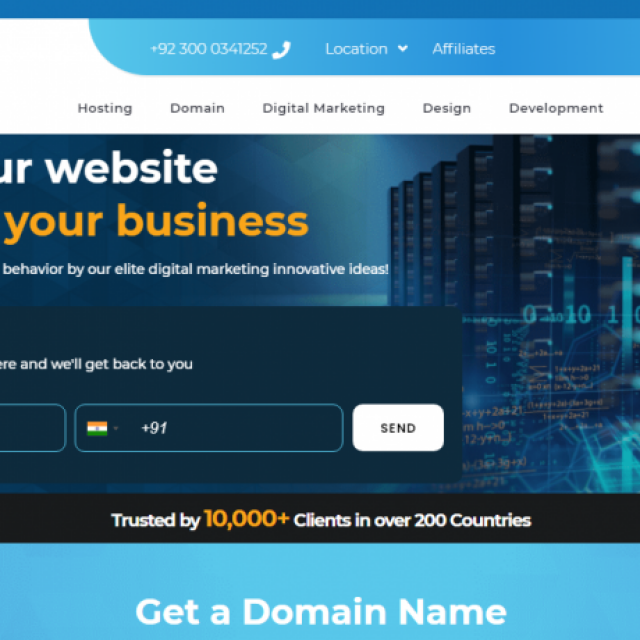 +92 300 0341252 Location Affiliates
Hosting Domain Digital Marketing Design Development
ur website
your business
behavior by our elite digital marketing innovative ideas!
ere and we'll get back to you
+91 SEND
Trusted by 10,000+ Clients in over 200 Countries
Get a Domain Name